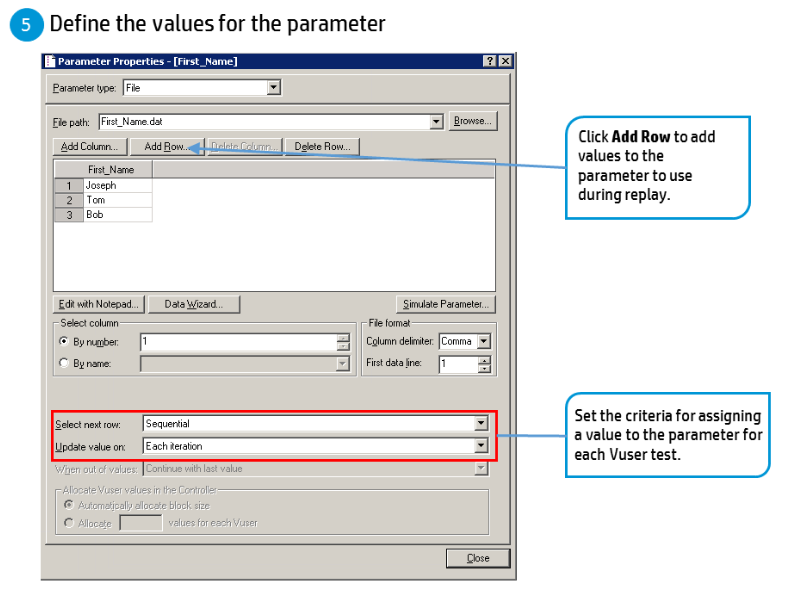 5 Define the values for the parameter
Parameter Properties - [First_Name]
Parameter type: File
File path: First_Name.dat Browse...
Add Column... Add Row... Delete Column... Delete Row...
First_Name
1 Joseph
2 Tom
3 Bob
Click Add Row to add
values to the
parameter to use
during replay.
Edit with Notepad... Data Wizard... Simulate Parameter...
Select column
By number: 1
By name:
File format
Column delimiter: Comma
First data line: 1
Select next row: Sequential
Update value on: Each iteration
When out of values: Continue with last value
Set the criteria for assigning
a value to the parameter for
each Vuser test.
Allocate Vuser values in the Controller
Automatically allocate block size
Allocate values for each Vuser
Close